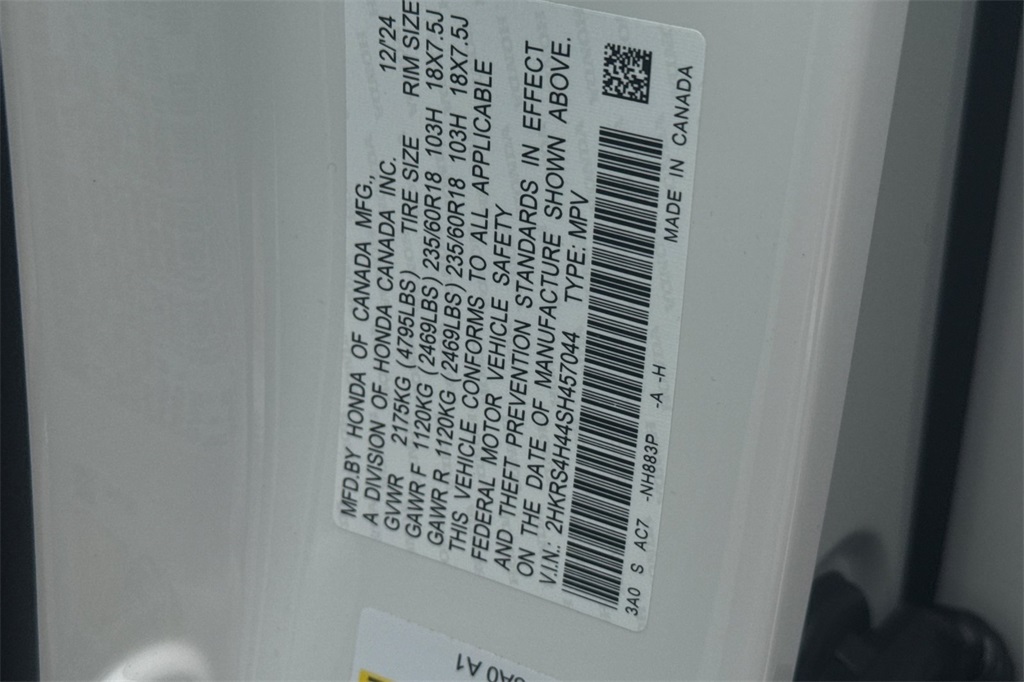 MFD.BY HONDA OF CANADA MFG.,
A DIVISION OF HONDA CANADA INC. 12/'24
GVWR 2175KG (4795LBS) TIRE SIZE RIM SIZE
GAWR F 1120KG (2469LBS) 235/60R18 103H 18X7.5J
GAWR R 1120KG (2469LBS) 235/60R18 103H 18X7.5J
THIS VEHICLE CONFORMS TO ALL APPLICABLE
FEDERAL MOTOR VEHICLE SAFETY
AND THEFT PREVENTION STANDARDS IN EFFECT
ON THE DATE OF MANUFACTURE SHOWN ABOVE.
V.I.N.: 2HKRS4H44SH457044 TYPE: MPV
3A0 S AC7 -NH883P -A -H MADE IN CANADA
A1